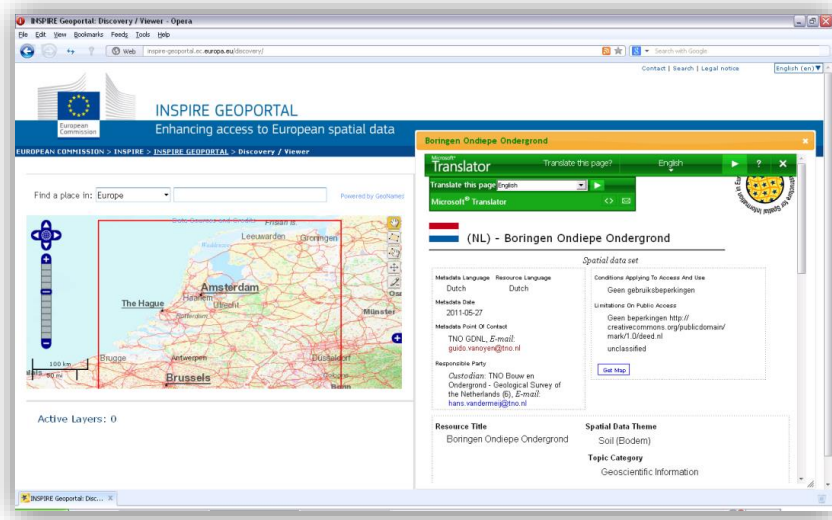 INSPIRE Geoportal: Discovery / Viewer - Opera
File Edit View Bookmarks Feeds Tools Help
Web inspire-geoportal.ec.europa.eu/discovery/ Search with Google
Contact | Search | Legal notice English (en)
European Commission
INSPIRE GEOPORTAL
Enhancing access to European spatial data
EUROPEAN COMMISSION > INSPIRE > INSPIRE GEOPORTAL > Discovery / Viewer
Find a place in: Europe
Powered by GeoNames
Data Sources and Credits
Frisian B.
Leeuwarden Groningen
Amsterdam
Haarlem
The Hague Utrecht
Rotterdam
Münster
Brugge Antwerpen Düsseldorf
Brussels
Bonn
100 km
50 mi
Active Layers: 0
Boringen Ondiepe Ondergrond
Microsoft®
Translator Translate this page? English ?
Translate this page English
Microsoft® Translator
(NL) - Boringen Ondiepe Ondergrond
Spatial data set
Metadata Language Resource Language
Dutch Dutch
Metadata Date
2011-05-27
Metadata Point Of Contact
TNO GDNL, E-mail:
guido.vanoyen@tno.nl
Responsible Party
Custodian: TNO Bouw en
Ondergrond - Geological Survey of
the Netherlands (6), E-mail:
hans.vandermeij@tno.nl
Conditions Applying To Access And Use
Geen gebruiksbeperkingen
Limitations On Public Access
Geen beperkingen http://
creativecommons.org/publicdomain/
mark/1.0/deed.nl
unclassified
Get Map
Resource Title
Boringen Ondiepe Ondergrond
Spatial Data Theme
Soil (Bodem)
Topic Category
Geoscientific Information
INSPIRE Geoportal: Disc...